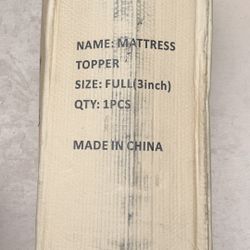 NAME: MATTRESS
TOPPER
SIZE: FULL(3inch)
QTY: 1PCS
MADE IN CHINA